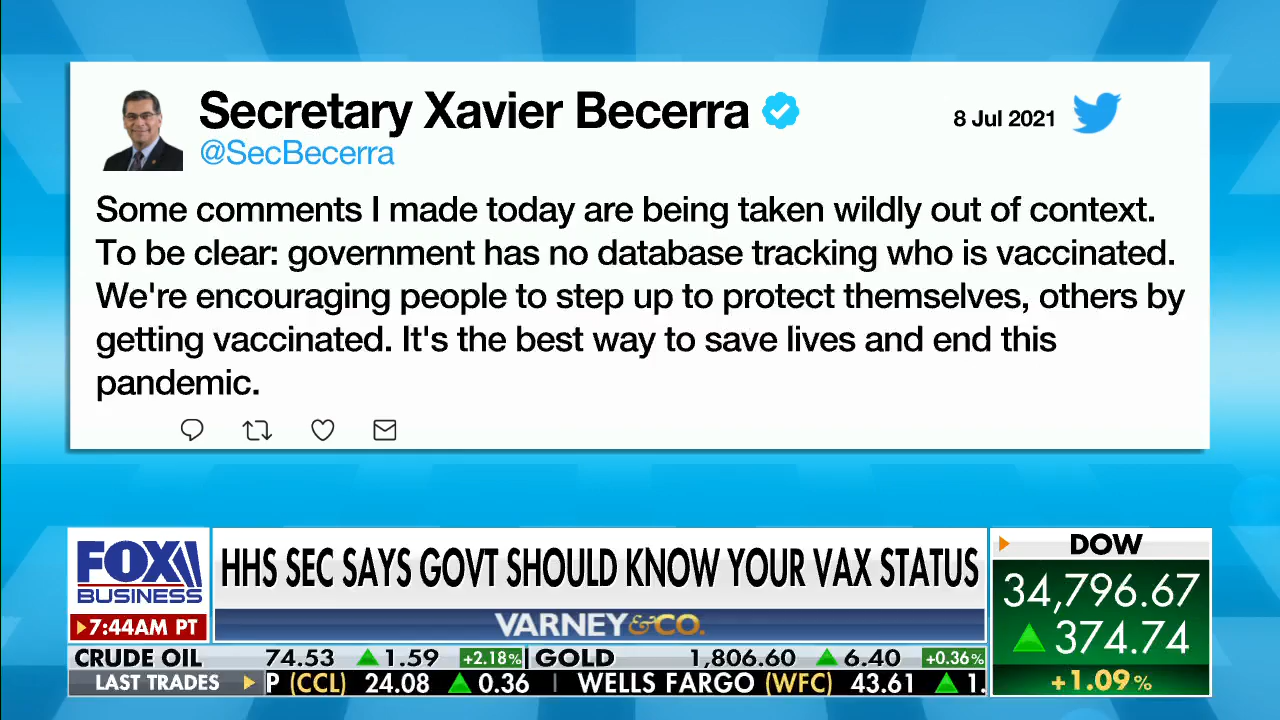 Secretary Xavier Becerra
8 Jul 2021
@SecBecerra
Some comments I made today are being taken wildly out of context.
To be clear: government has no database tracking who is vaccinated.
We're encouraging people to step up to protect themselves, others by
getting vaccinated. It's the best way to save lives and end this
pandemic.
FOX
BUSINESS
7:44AM PT
HHS SEC SAYS GOVT SHOULD KNOW YOUR VAX STATUS
VARNEY & CO.
DOW
34,796.67
374.74
+1.09%
CRUDE OIL 74.53 1.59 +2.18% GOLD 1,806.60 6.40 +0.36%
LAST TRADES P (CCL) 24.08 0.36 WELLS FARGO (WFC) 43.61 1.